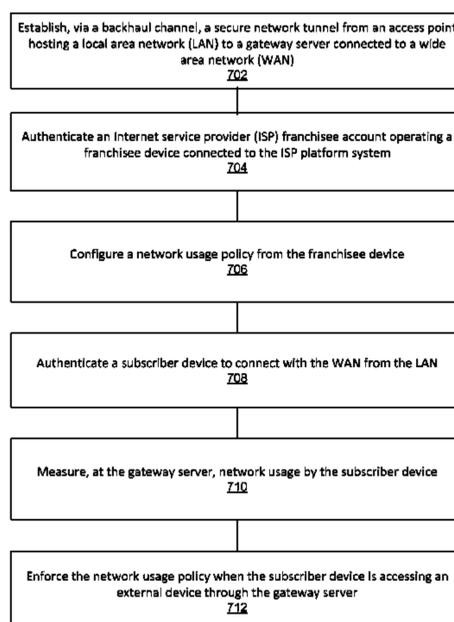 Establish, via a backhaul channel, a secure network tunnel from an access point
hosting a local area network (LAN) to a gateway server connected to a wide
area network (WAN)
702
Authenticate an Internet service provider (ISP) franchisee account operating a
franchisee device connected to the ISP platform system
704
Configure a network usage policy from the franchisee device
706
Authenticate a subscriber device to connect with the WAN from the LAN
708
Measure, at the gateway server, network usage by the subscriber device
710
Enforce the network usage policy when the subscriber device is accessing an
external device through the gateway server
712